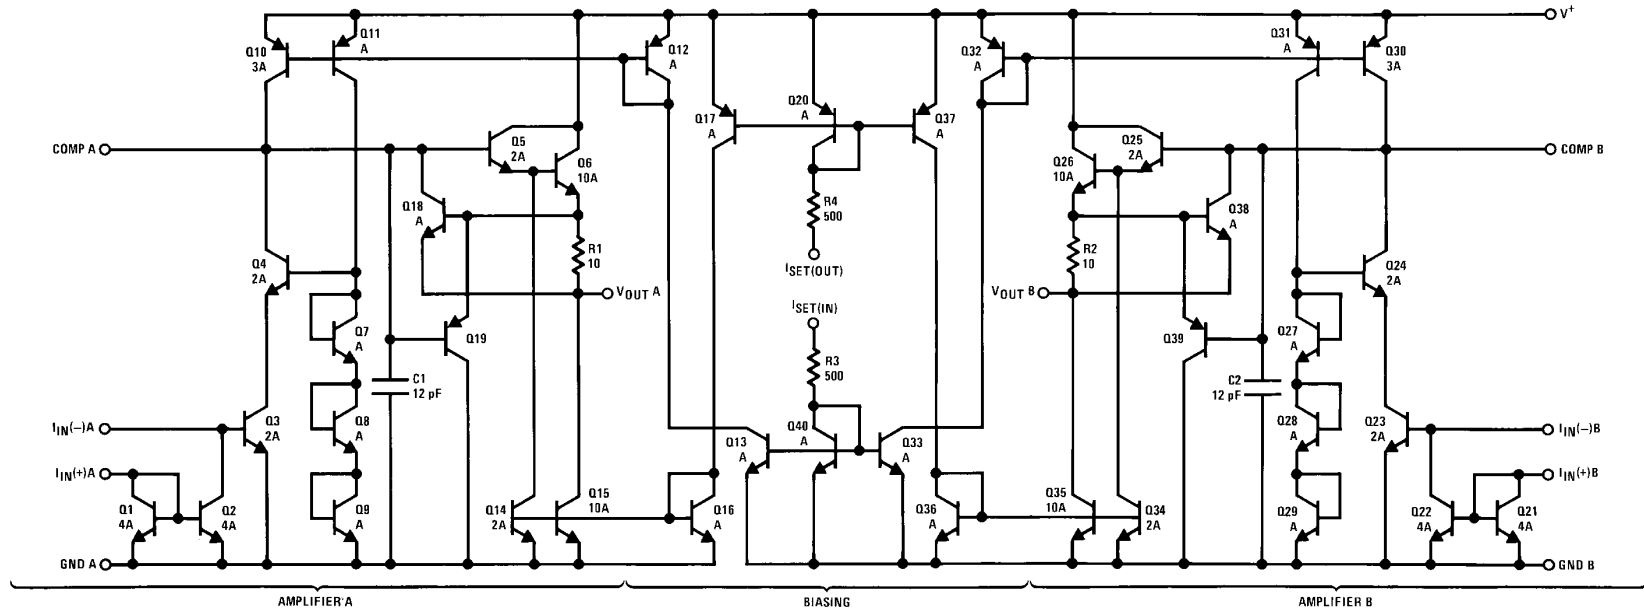 V+
Q10
3A
Q11
A
Q12
A
Q32
A
Q31
A
Q30
3A
Q17
A
Q20
A
Q37
A
COMP A
Q5
2A
Q6
10A
Q26
10A
Q25
2A
COMP B
Q18
A
R4
500
Q38
A
R1
10
R2
10
Q4
2A
ISET(OUT)
Q24
2A
VOUT A
VOUT B
ISET(IN)
Q7
A
Q19
Q39
Q27
A
R3
500
C1
12 pF
C2
12 pF
IIN(−)A
Q3
2A
Q8
A
Q13
A
Q40
A
Q33
A
Q28
A
Q23
2A
IIN(−)B
IIN(+)A
IIN(+)B
Q1
4A
Q2
4A
Q9
A
Q14
2A
Q15
10A
Q16
A
Q36
A
Q35
10A
Q34
2A
Q29
A
Q22
4A
Q21
4A
GND A
GND B
AMPLIFIER A
BIASING
AMPLIFIER B